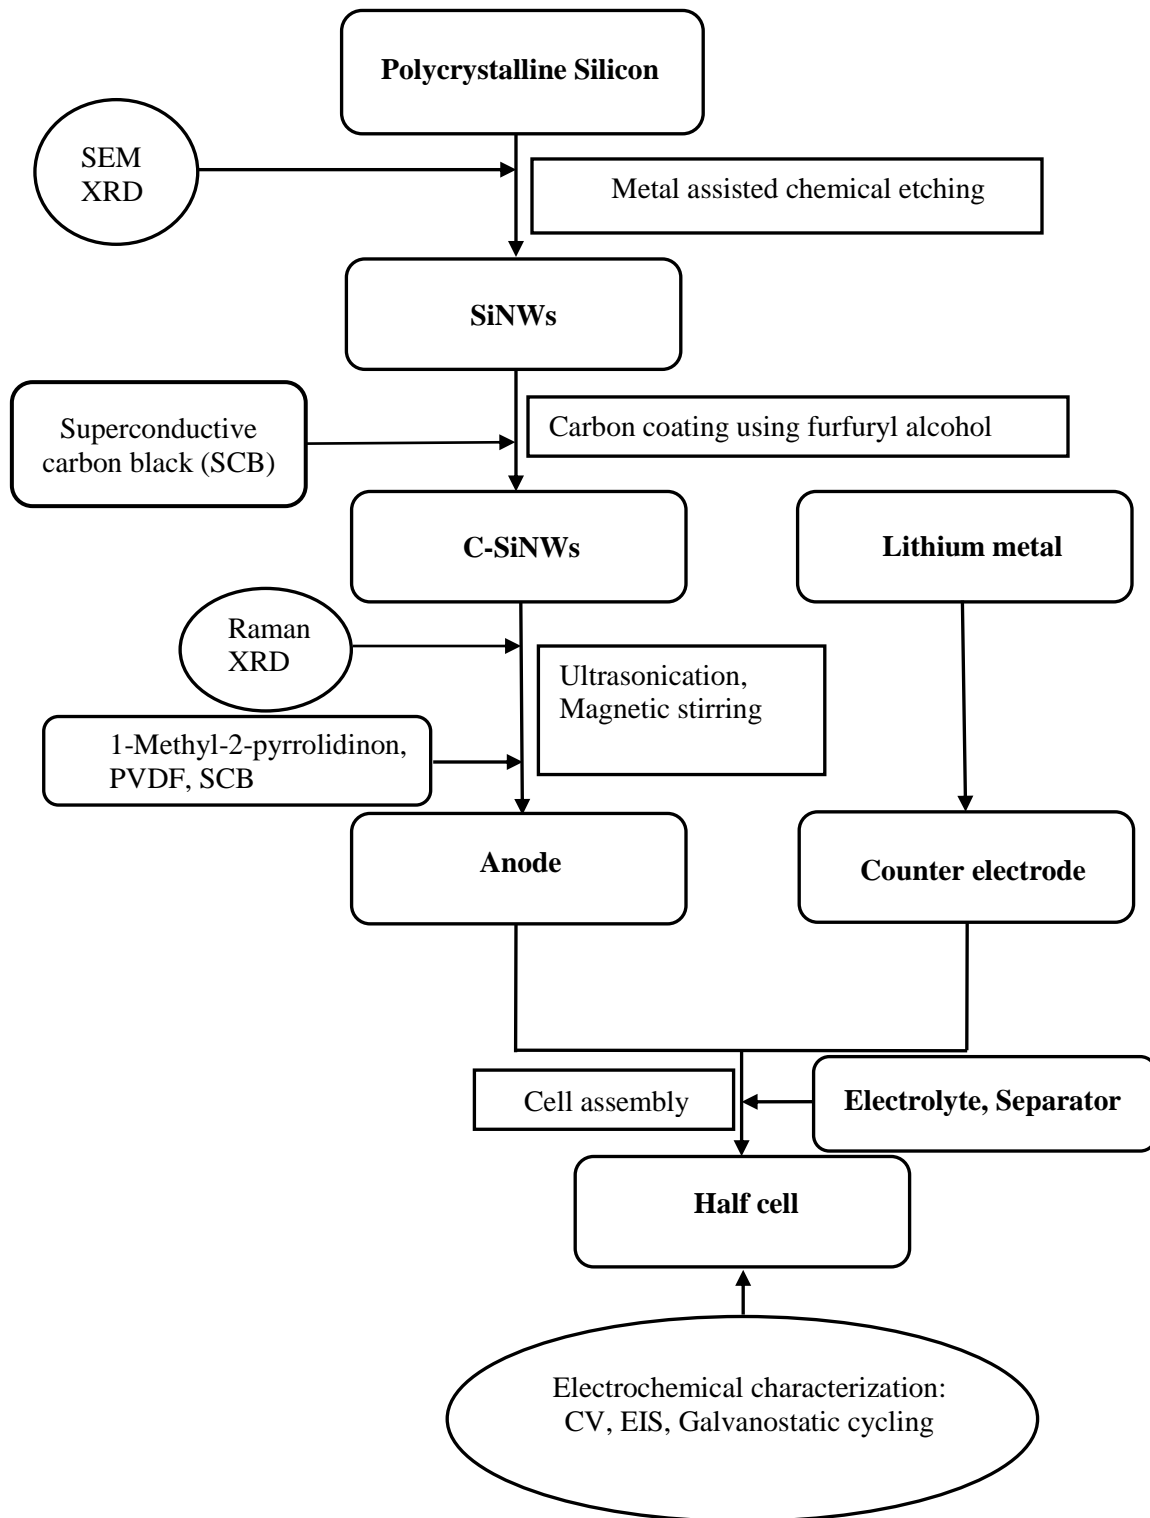 Polycrystalline Silicon
SEM
XRD
Metal assisted chemical etching
SiNWs
Superconductive
carbon black (SCB)
Carbon coating using furfuryl alcohol
C-SiNWs
Lithium metal
Raman
XRD
Ultrasonication,
Magnetic stirring
1-Methyl-2-pyrrolidinon,
PVDF, SCB
Anode
Counter electrode
Cell assembly
Electrolyte, Separator
Half cell
Electrochemical characterization:
CV, EIS, Galvanostatic cycling